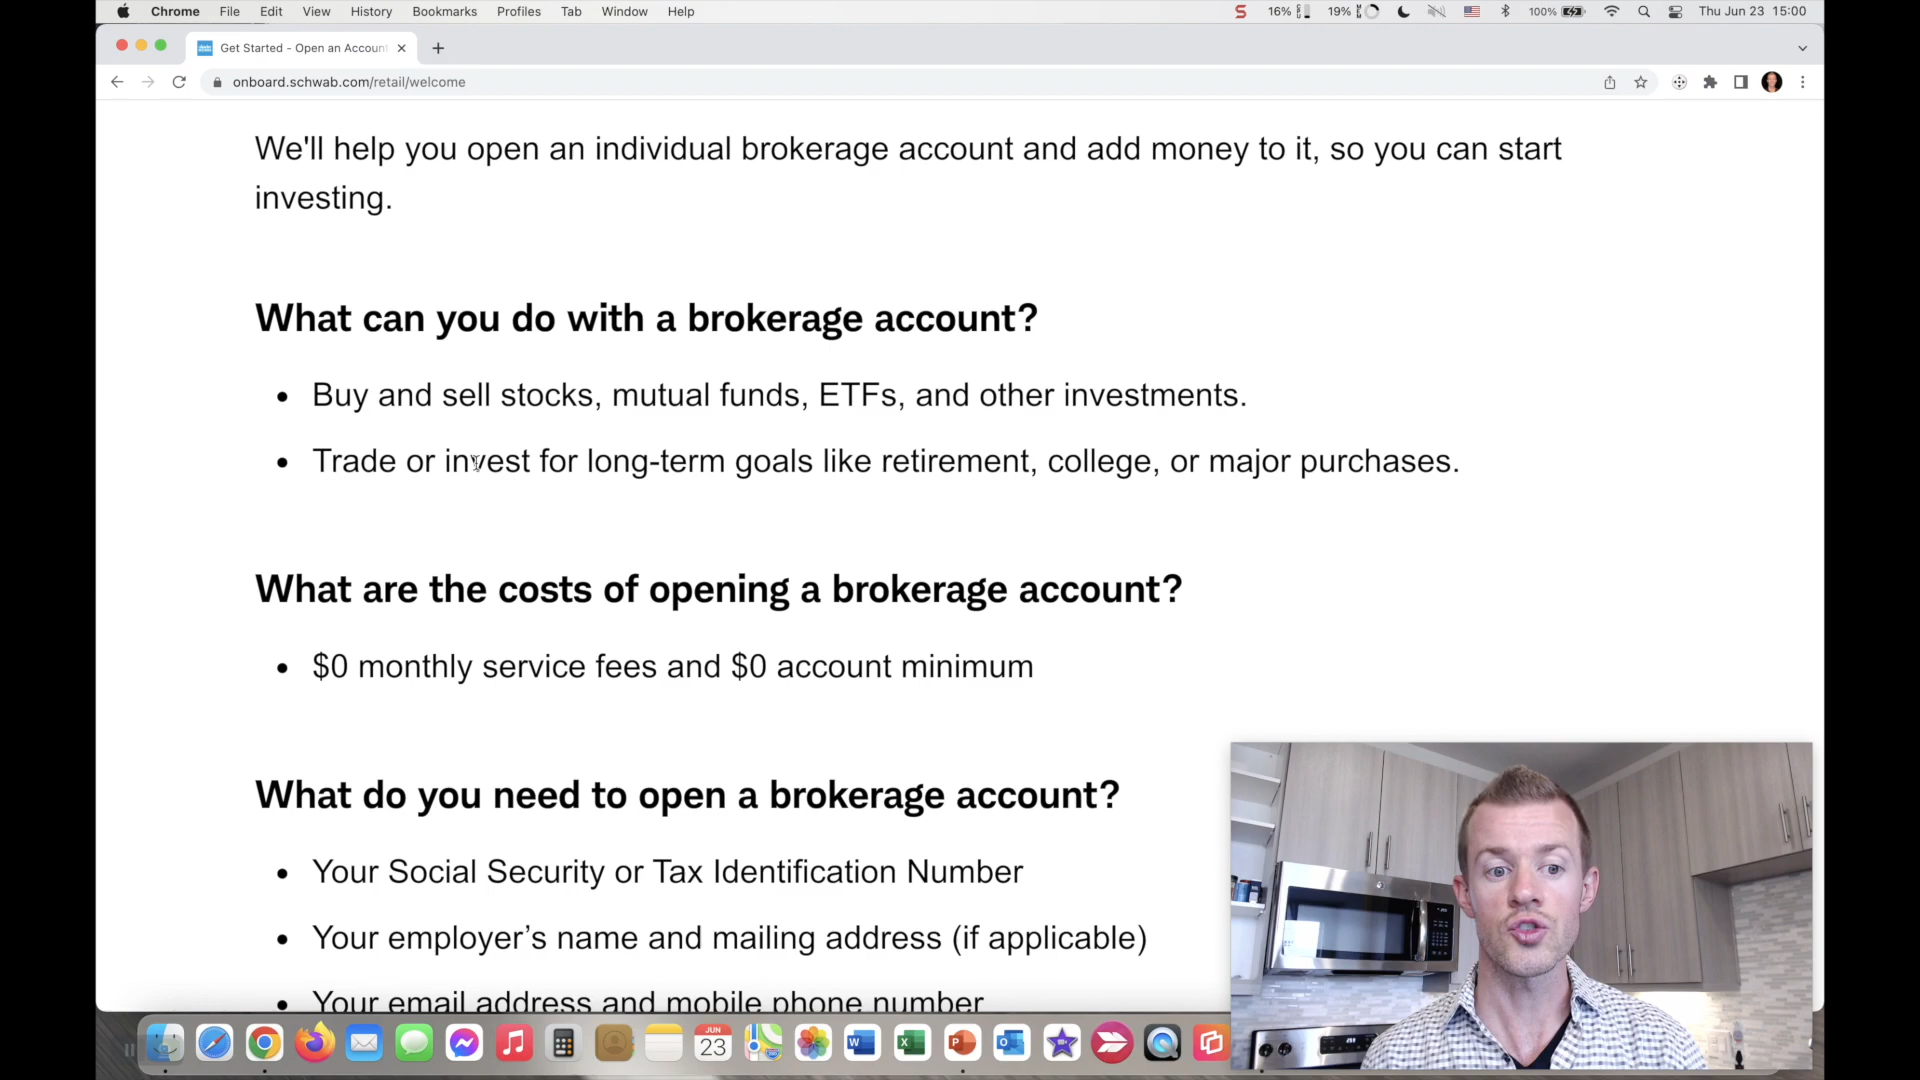 Chrome File Edit View History Bookmarks Profiles Tab Window Help
S 16% 19% 100% Thu Jun 23 15:00
Get Started - Open an Account
onboard.schwab.com/retail/welcome
We'll help you open an individual brokerage account and add money to it, so you can start
investing.
What can you do with a brokerage account?
• Buy and sell stocks, mutual funds, ETFs, and other investments.
• Trade or invest for long-term goals like retirement, college, or major purchases.
What are the costs of opening a brokerage account?
• $0 monthly service fees and $0 account minimum
What do you need to open a brokerage account?
• Your Social Security or Tax Identification Number
• Your employer’s name and mailing address (if applicable)
• Your email address and mobile phone number
JUN
23
W
X
P
O